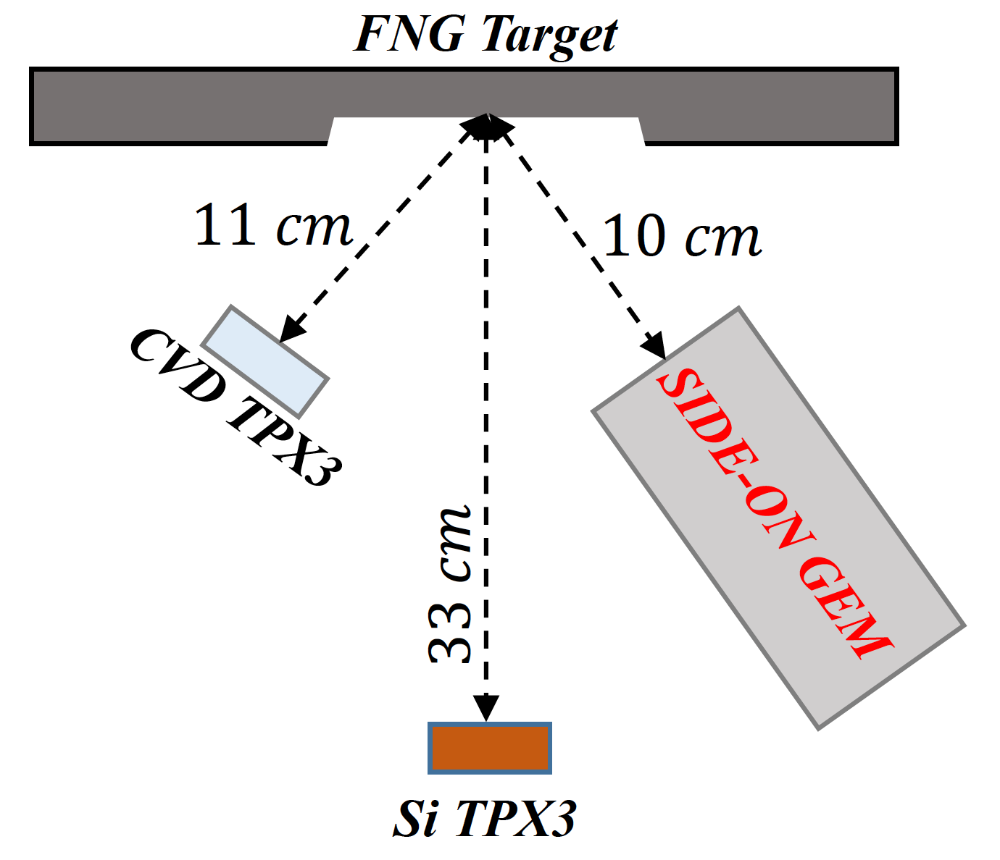 FNG Target
11 cm
10 cm
CVD TPX3
SIDE-ON GEM
33 cm
Si TPX3